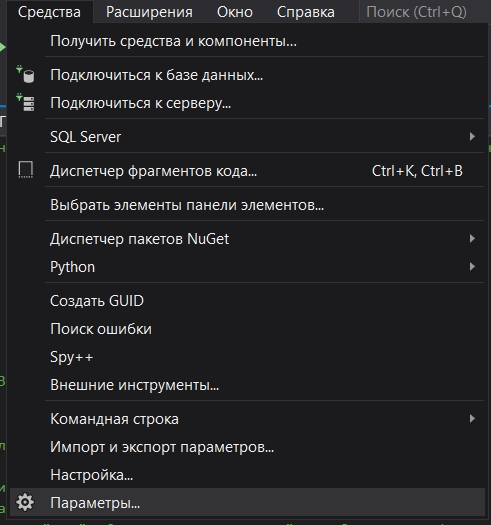 Средства Расширения Окно Справка Поиск (Ctrl+Q)
Получить средства и компоненты...
Подключиться к базе данных...
Подключиться к серверу...
SQL Server
Диспетчер фрагментов кода... Ctrl+K, Ctrl+B
Выбрать элементы панели элементов...
Диспетчер пакетов NuGet
Python
Создать GUID
Поиск ошибки
Spy++
Внешние инструменты...
Командная строка
Импорт и экспорт параметров...
Настройка...
Параметры...